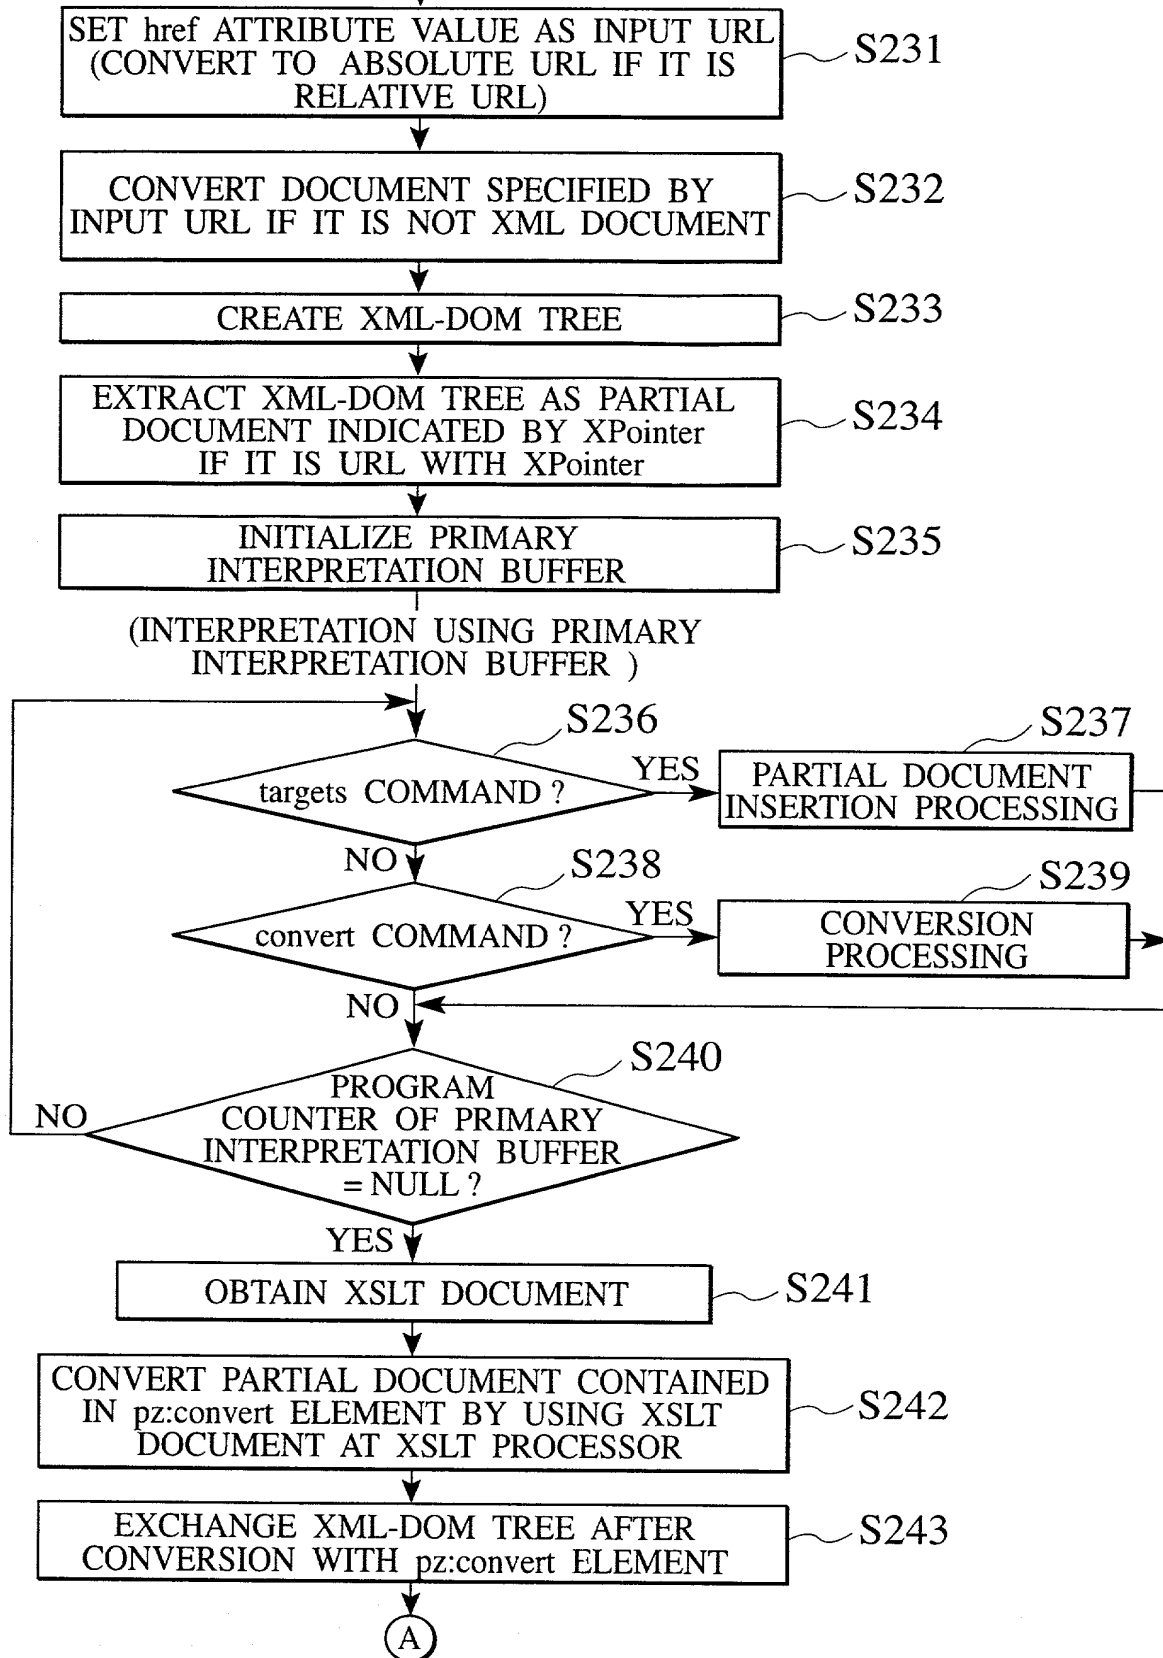 SET href ATTRIBUTE VALUE AS INPUT URL
(CONVERT TO ABSOLUTE URL IF IT IS
RELATIVE URL)
S231
CONVERT DOCUMENT SPECIFIED BY
INPUT URL IF IT IS NOT XML DOCUMENT
S232
CREATE XML-DOM TREE
S233
EXTRACT XML-DOM TREE AS PARTIAL
DOCUMENT INDICATED BY XPointer
IF IT IS URL WITH XPointer
S234
INITIALIZE PRIMARY
INTERPRETATION BUFFER
S235
(INTERPRETATION USING PRIMARY
INTERPRETATION BUFFER )
S236
targets COMMAND ?
YES
S237
PARTIAL DOCUMENT
INSERTION PROCESSING
NO
S238
convert COMMAND ?
YES
S239
CONVERSION
PROCESSING
NO
S240
PROGRAM
COUNTER OF PRIMARY
INTERPRETATION BUFFER
= NULL ?
NO
YES
OBTAIN XSLT DOCUMENT
S241
CONVERT PARTIAL DOCUMENT CONTAINED
IN pz:convert ELEMENT BY USING XSLT
DOCUMENT AT XSLT PROCESSOR
S242
EXCHANGE XML-DOM TREE AFTER
CONVERSION WITH pz:convert ELEMENT
S243
A